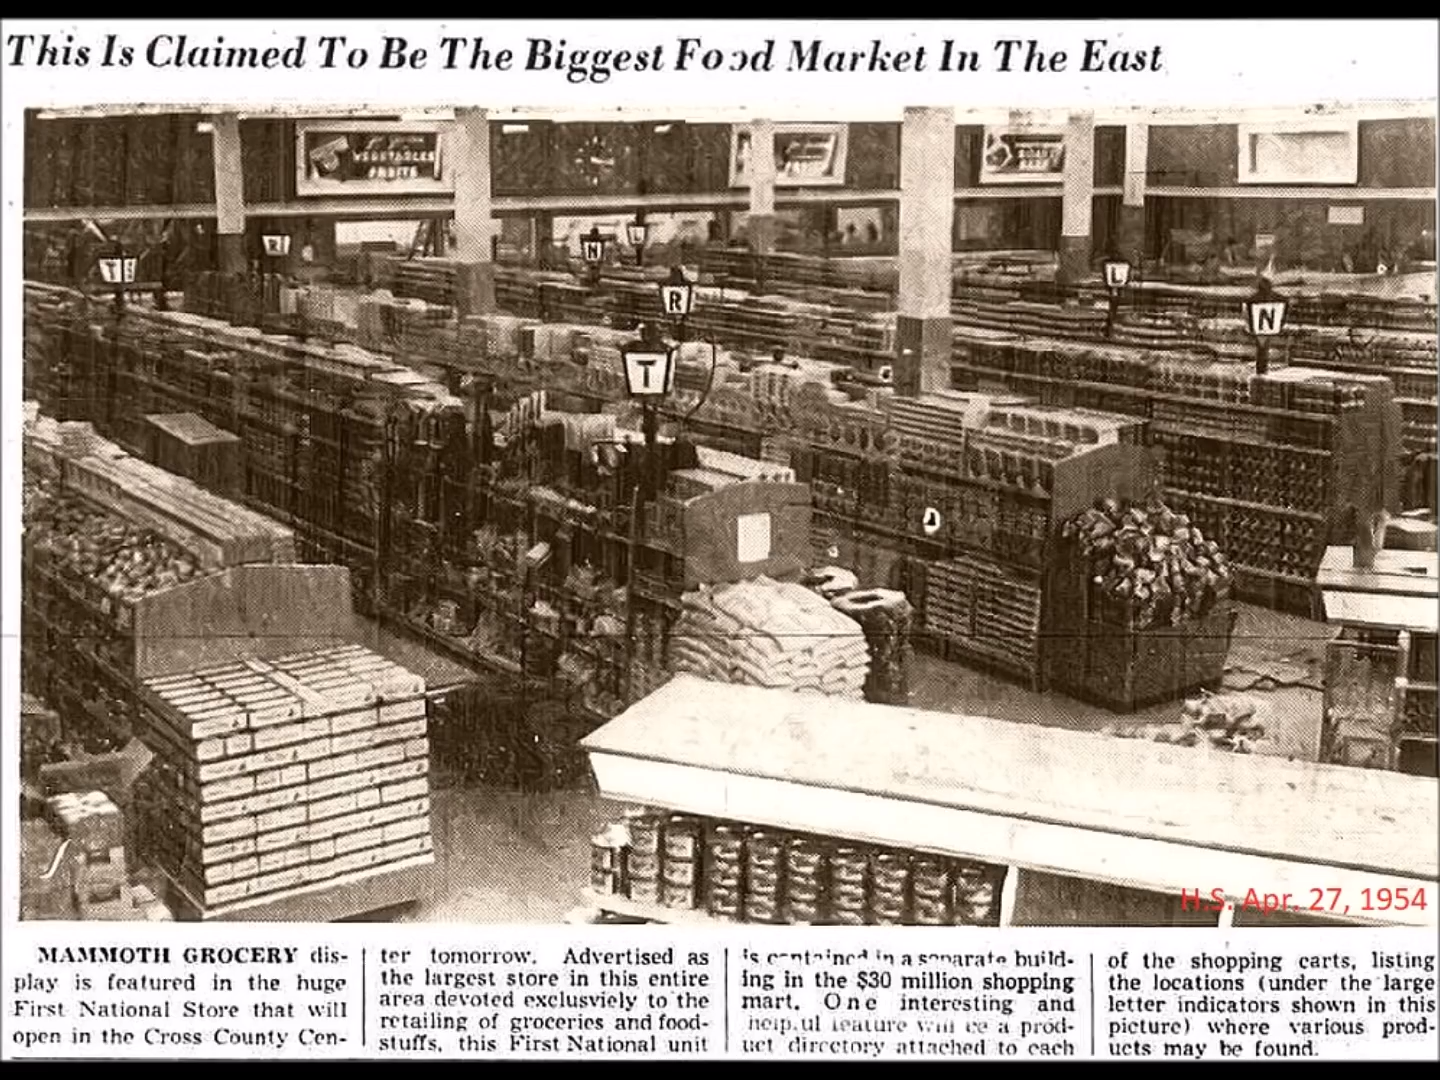 This Is Claimed To Be The Biggest Food Market In The East
VEGETABLES
FRUITS
R
N
L
T
R
L
N
T
H.S. Apr. 27, 1954
MAMMOTH GROCERY dis-
play is featured in the huge
First National Store that will
open in the Cross County Cen-
ter tomorrow. Advertised as
the largest store in this entire
area devoted exclusviely to the
retailing of groceries and food-
stuffs, this First National unit
is contained in a separate build-
ing in the $30 million shopping
mart. One interesting and
helpful feature will be a prod-
uct directory attached to each
of the shopping carts, listing
the locations (under the large
letter indicators shown in this
picture) where various prod-
ucts may be found.